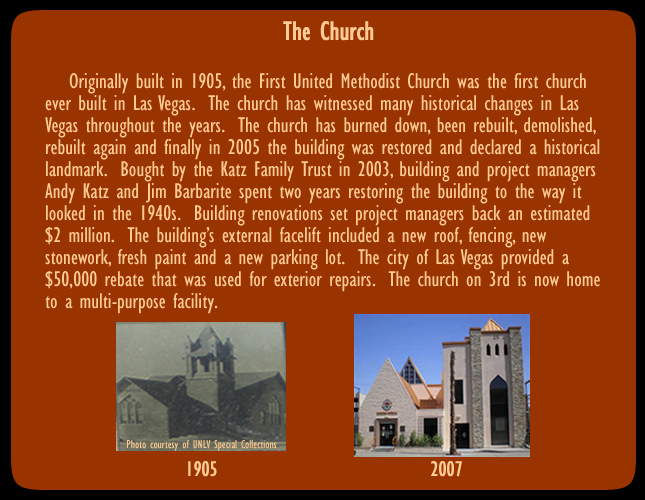 The Church
Originally built in 1905, the First United Methodist Church was the first church
ever built in Las Vegas. The church has witnessed many historical changes in Las
Vegas throughout the years. The church has burned down, been rebuilt, demolished,
rebuilt again and finally in 2005 the building was restored and declared a historical
landmark. Bought by the Katz Family Trust in 2003, building and project managers
Andy Katz and Jim Barbarite spent two years restoring the building to the way it
looked in the 1940s. Building renovations set project managers back an estimated
$2 million. The building's external facelift included a new roof, fencing, new
stonework, fresh paint and a new parking lot. The city of Las Vegas provided a
$50,000 rebate that was used for exterior repairs. The church on 3rd is now home
to a multi-purpose facility.
Photo courtesy of UNLV Special Collections
1905
2007